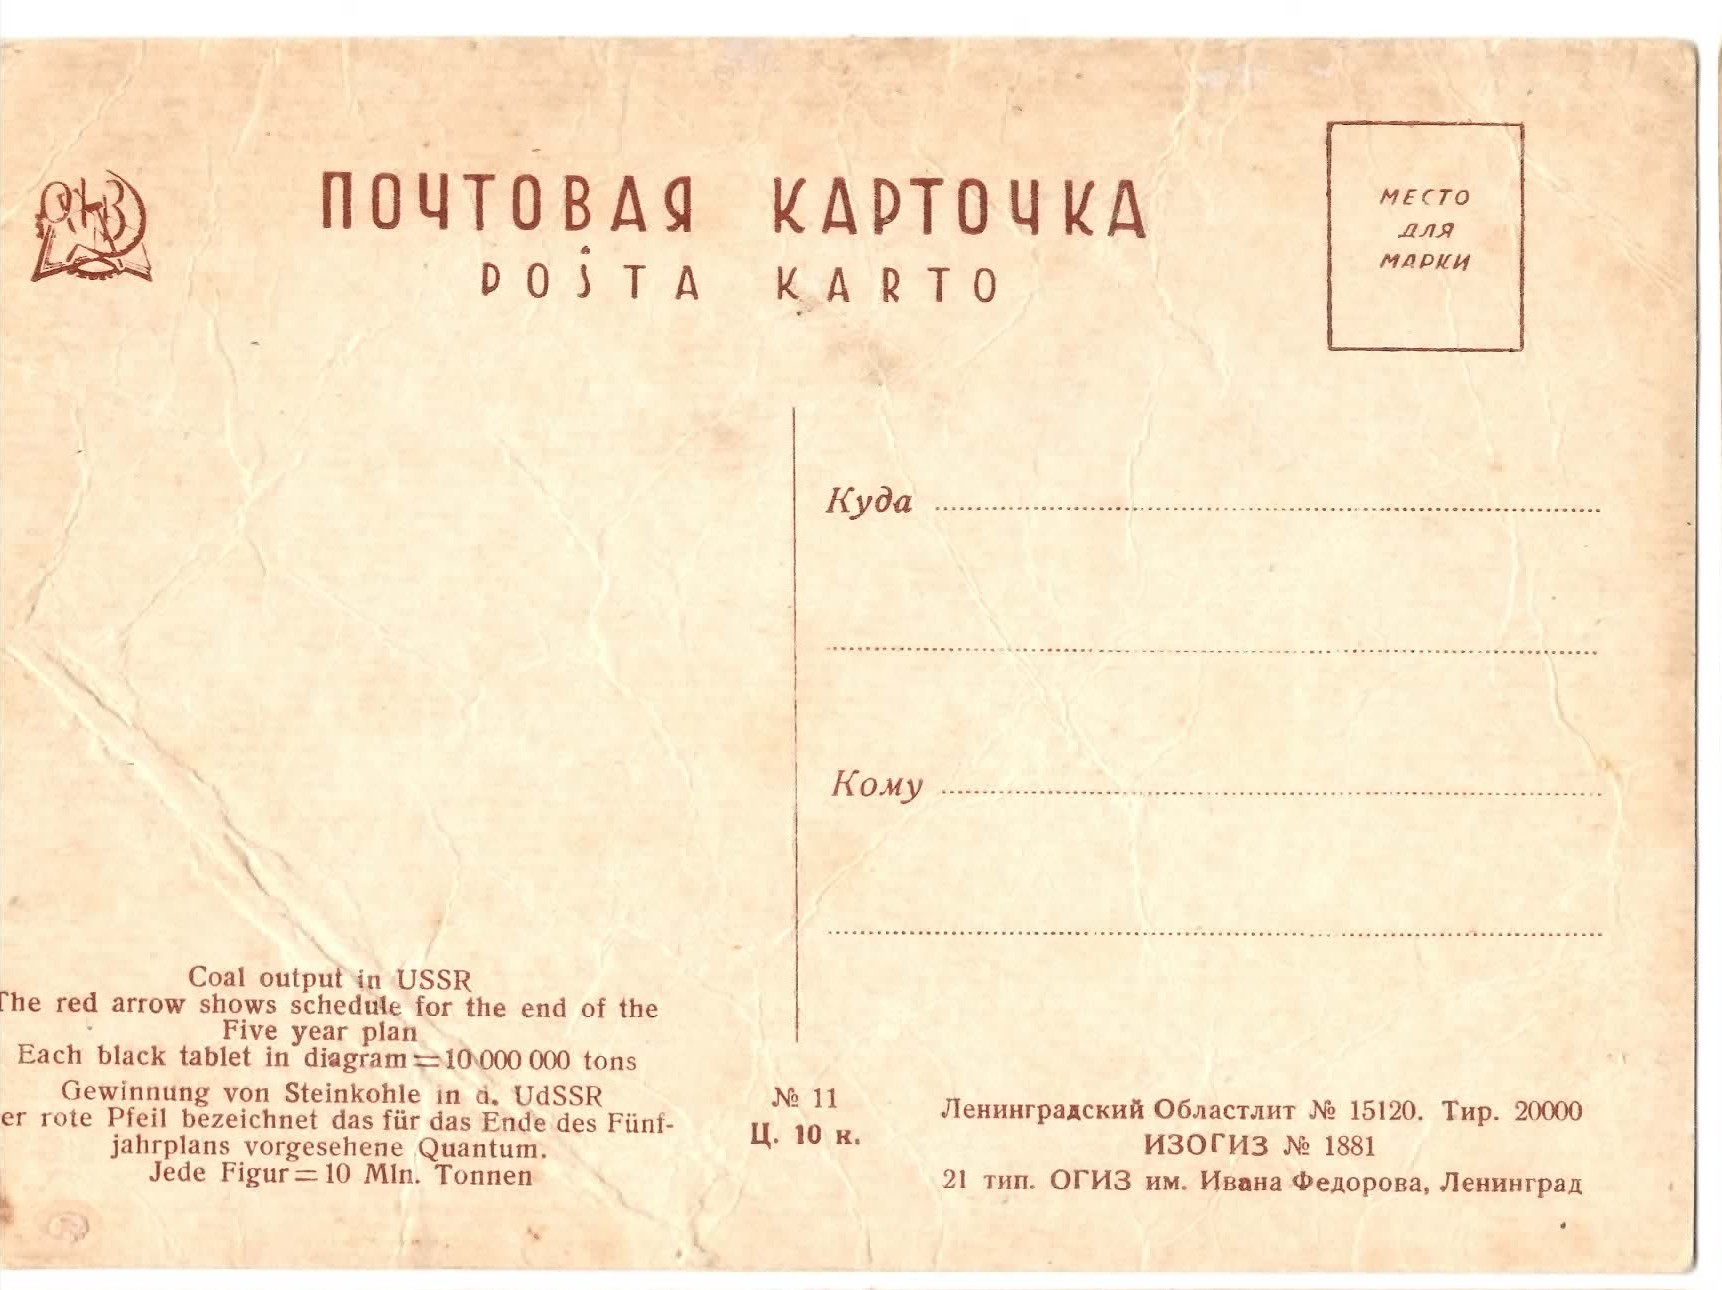 ПОЧТОВАЯ КАРТОЧКА
POŜTA KARTO
МЕСТО
ДЛЯ
МАРКИ
Куда
Кому
Coal output in USSR
The red arrow shows schedule for the end of the
Five year plan
Each black tablet in diagram=10 000 000 tons
Gewinnung von Steinkohle in d. UdSSR
er rote Pfeil bezeichnet das für das Ende des Fünf-
jahrplans vorgesehene Quantum.
Jede Figur=10 Mln. Tonnen
№ 11
Ц. 10 к.
Ленинградский Областлит № 15120. Тир. 20000
ИЗОГИЗ № 1881
21 тип. ОГИЗ им. Ивана Федорова, Ленинград